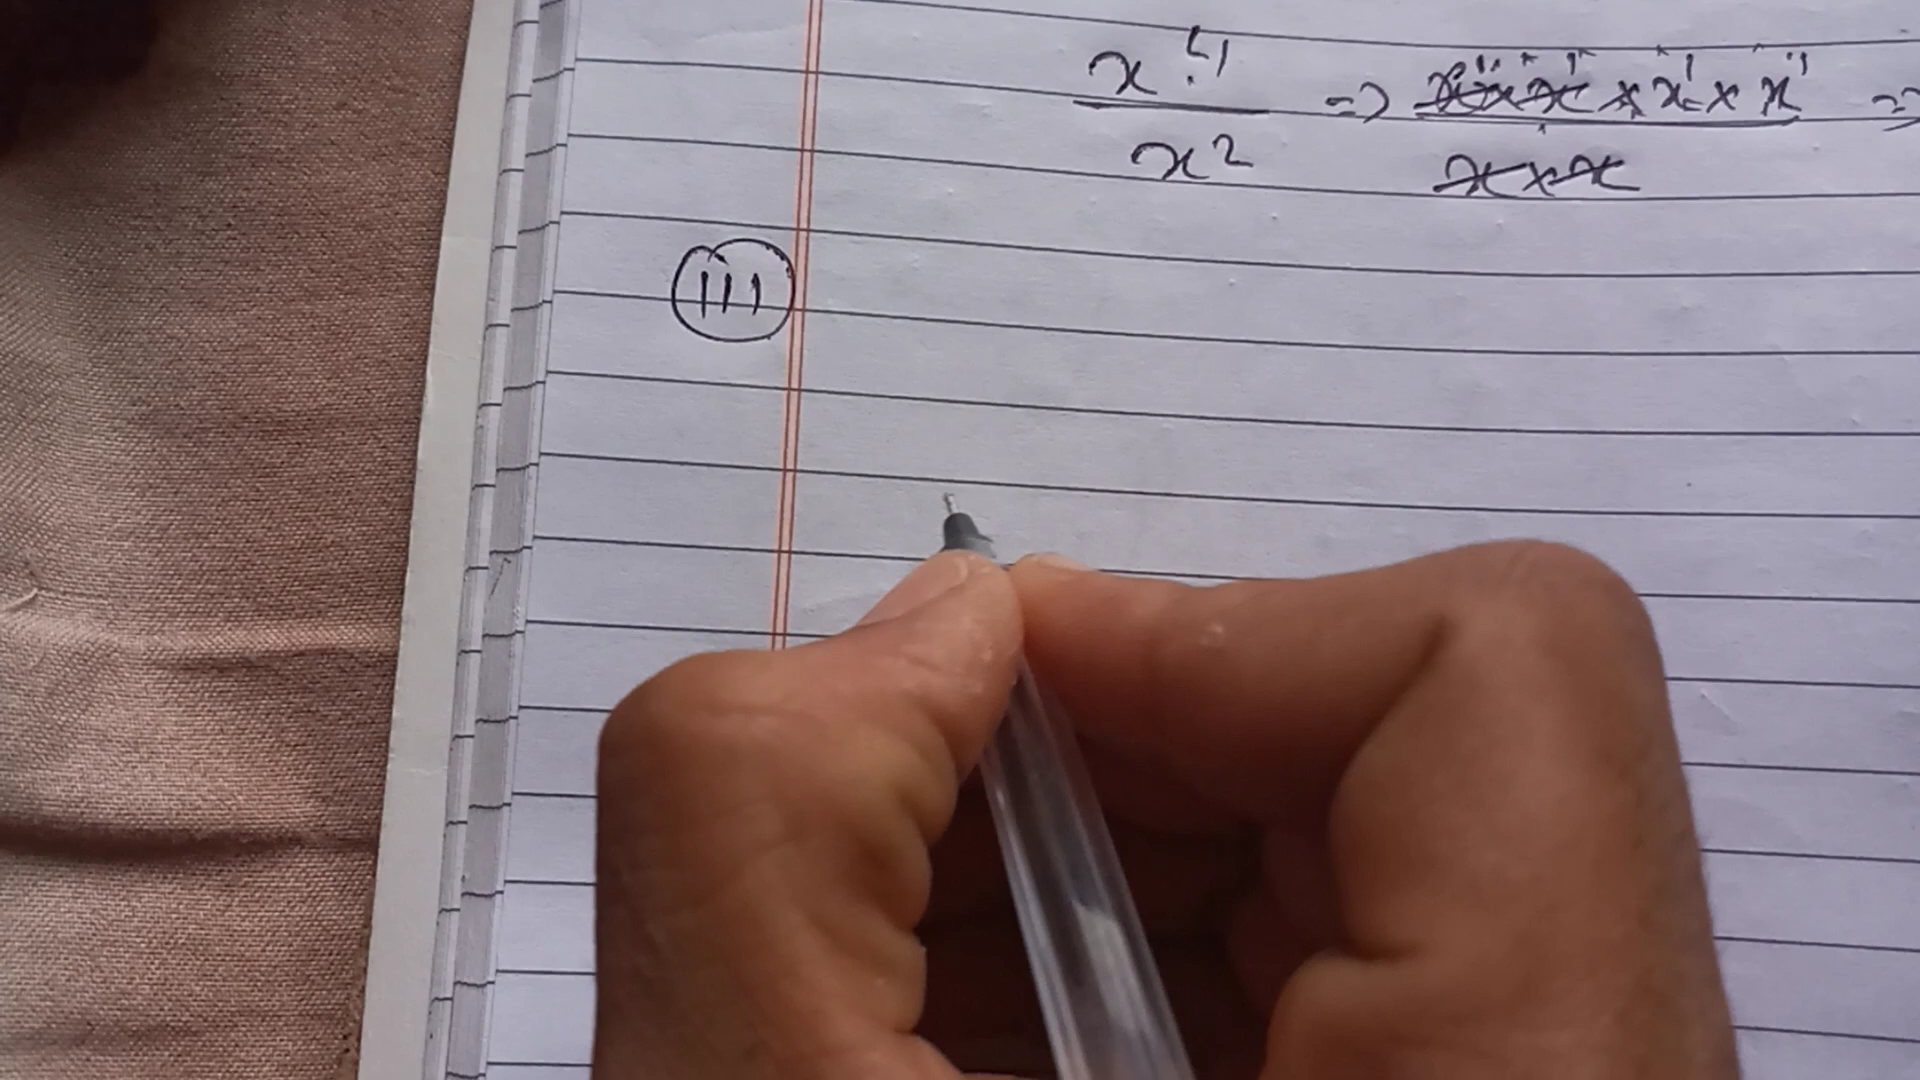 x⁴ / x² => x × x × x × x / x × x =>
III